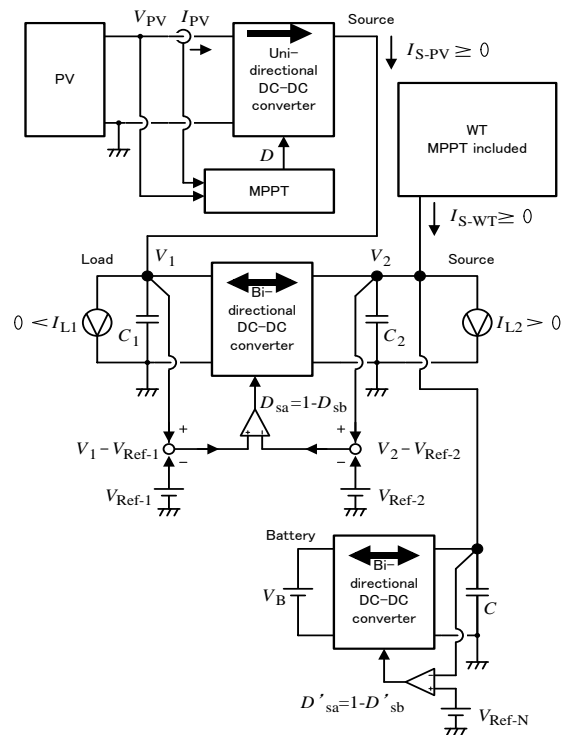 V_PV I_PV
Source
PV
Uni-
directional
DC-DC
converter
I_S-PV ≥ 0
D
MPPT
WT
MPPT included
I_S-WT ≥ 0
Load
V_1
V_2
Source
0 < I_L1
C_1
Bi-
directional
DC-DC
converter
C_2
I_L2 > 0
D_sa=1-D_sb
+
+
+
−
V_1 − V_Ref-1
V_2 − V_Ref-2
−
−
V_Ref-1
V_Ref-2
Battery
V_B
Bi-
directional
DC-DC
converter
C
−
+
D'_sa=1-D'_sb
V_Ref-N